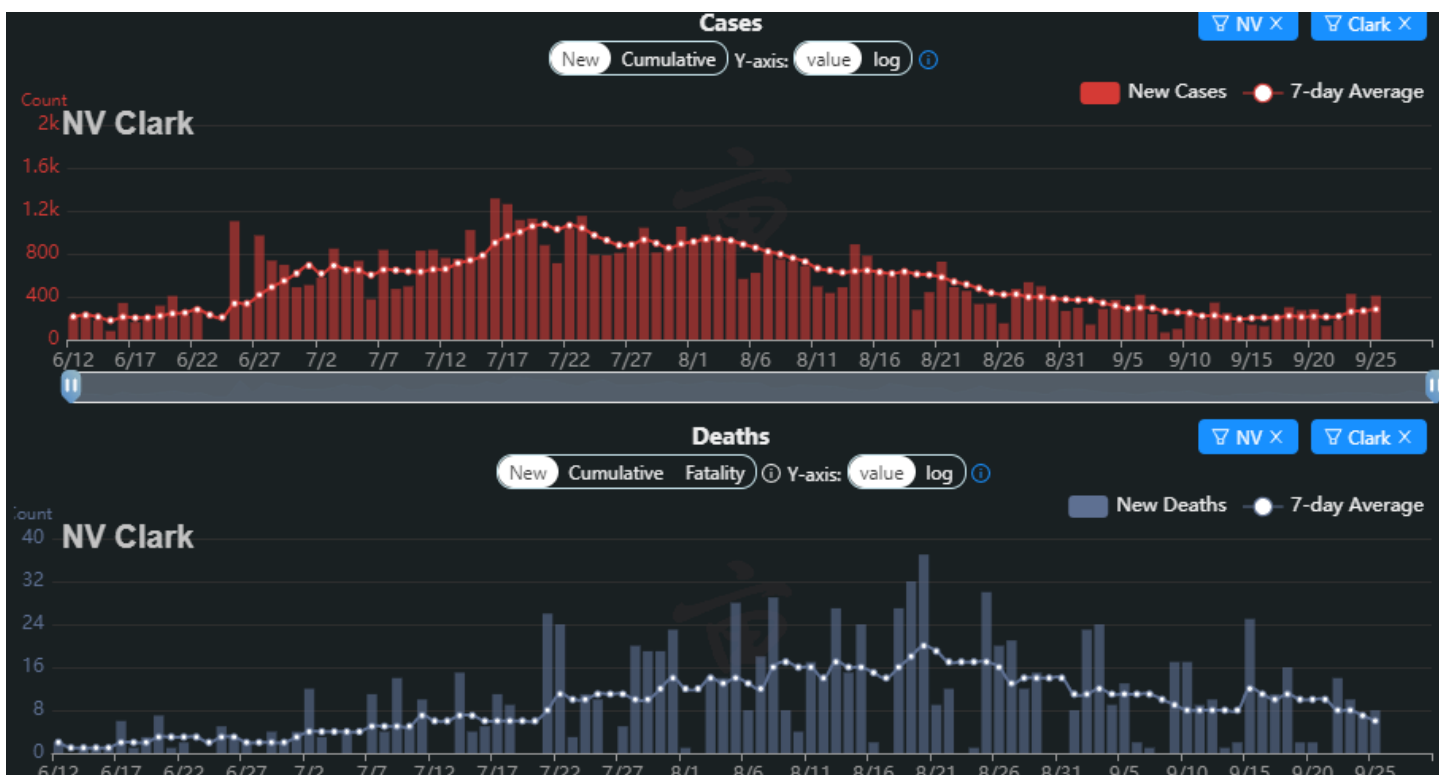 Cases
NV ×
Clark ×
New Cumulative Y-axis: value log
New Cases 7-day Average
Count
NV Clark
2k
1.6k
1.2k
800
400
0
6/12 6/17 6/22 6/27 7/2 7/7 7/12 7/17 7/22 7/27 8/1 8/6 8/11 8/16 8/21 8/26 8/31 9/5 9/10 9/15 9/20 9/25
亩
Deaths
NV ×
Clark ×
New Cumulative Fatality Y-axis: value log
New Deaths 7-day Average
ount
NV Clark
40
32
24
16
8
0
6/12 6/17 6/22 6/27 7/2 7/7 7/12 7/17 7/22 7/27 8/1 8/6 8/11 8/16 8/21 8/26 8/31 9/5 9/10 9/15 9/20 9/25
亩